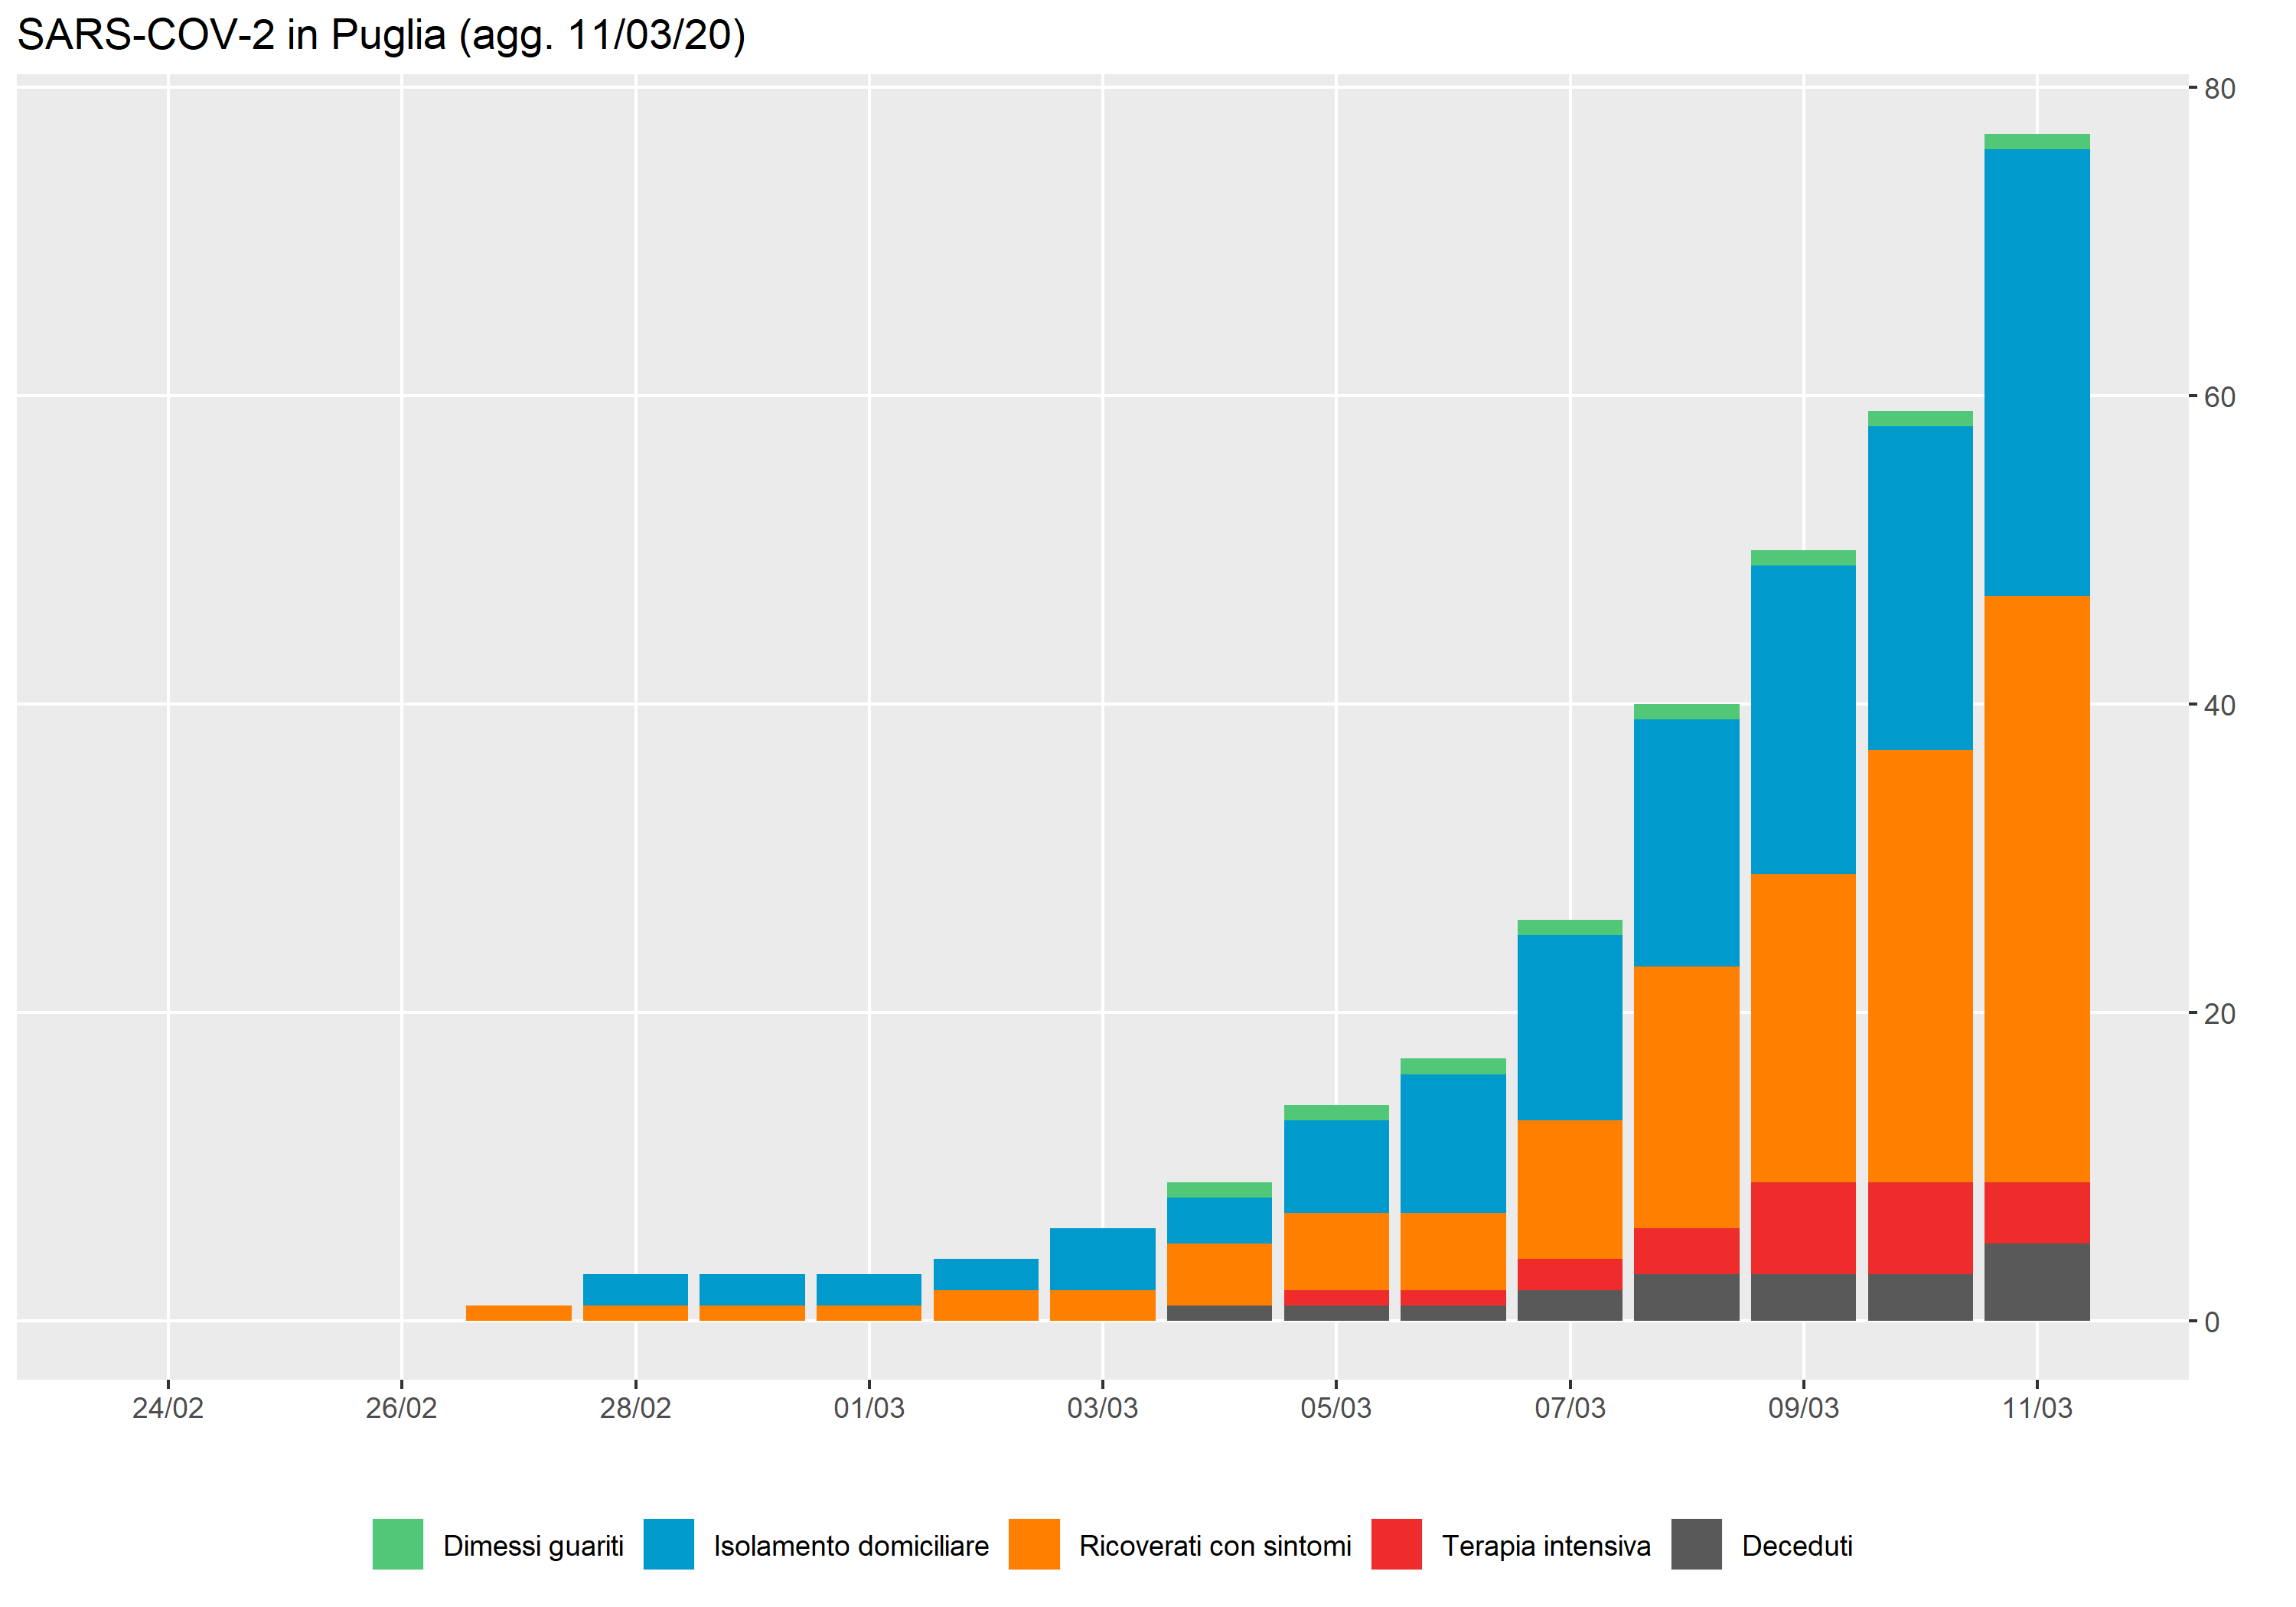 SARS-COV-2 in Puglia (agg. 11/03/20)
80
60
40
20
0
24/02 26/02 28/02 01/03 03/03 05/03 07/03 09/03 11/03
Dimessi guariti Isolamento domiciliare Ricoverati con sintomi Terapia intensiva Deceduti